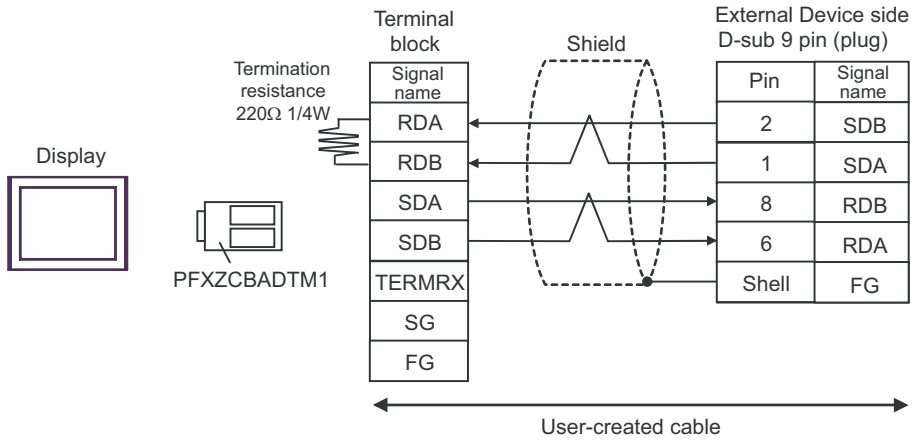 Terminal
block
Shield
External Device side
D-sub 9 pin (plug)
Termination
resistance
220Ω 1/4W
Signal
name
Pin
Signal
name
RDA
2
SDB
RDB
1
SDA
SDA
8
RDB
SDB
6
RDA
TERMRX
Shell
FG
SG
FG
Display
PFXZCBADTM1
User-created cable